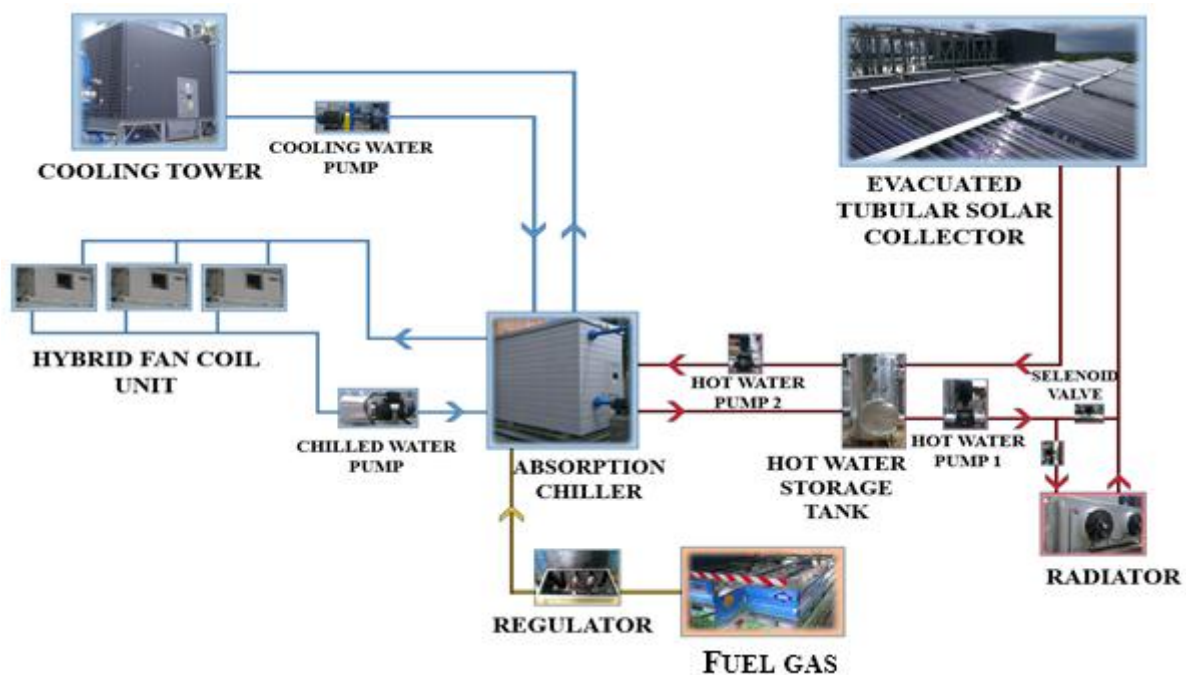 COOLING TOWER
COOLING WATER
PUMP
EVACUATED
TUBULAR SOLAR
COLLECTOR
HYBRID FAN COIL
UNIT
CHILLED WATER
PUMP
ABSORPTION
CHILLER
HOT WATER
PUMP 2
HOT WATER
STORAGE
TANK
SELENOID
VALVE
HOT WATER
PUMP 1
RADIATOR
REGULATOR
FUEL GAS